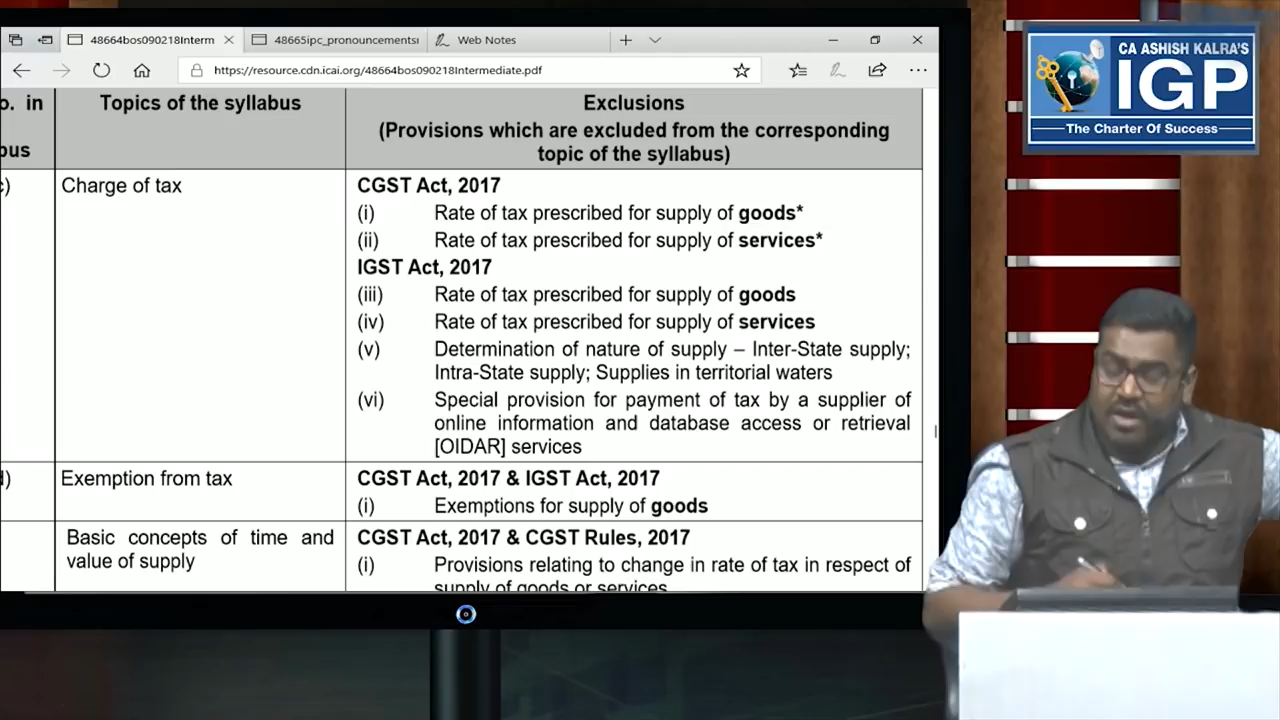 48664bos090218Interm
48665ipc_pronouncements
Web Notes
https://resource.cdn.icai.org/48664bos090218Intermediate.pdf
CA ASHISH KALRA'S
IGP
The Charter Of Success
o. in
bus
Topics of the syllabus
Exclusions
(Provisions which are excluded from the corresponding
topic of the syllabus)
c)
Charge of tax
CGST Act, 2017
(i) Rate of tax prescribed for supply of goods*
(ii) Rate of tax prescribed for supply of services*
IGST Act, 2017
(iii) Rate of tax prescribed for supply of goods
(iv) Rate of tax prescribed for supply of services
(v) Determination of nature of supply – Inter-State supply;
Intra-State supply; Supplies in territorial waters
(vi) Special provision for payment of tax by a supplier of
online information and database access or retrieval
[OIDAR] services
d)
Exemption from tax
CGST Act, 2017 & IGST Act, 2017
(i) Exemptions for supply of goods
Basic concepts of time and
value of supply
CGST Act, 2017 & CGST Rules, 2017
(i) Provisions relating to change in rate of tax in respect of
supply of goods or services